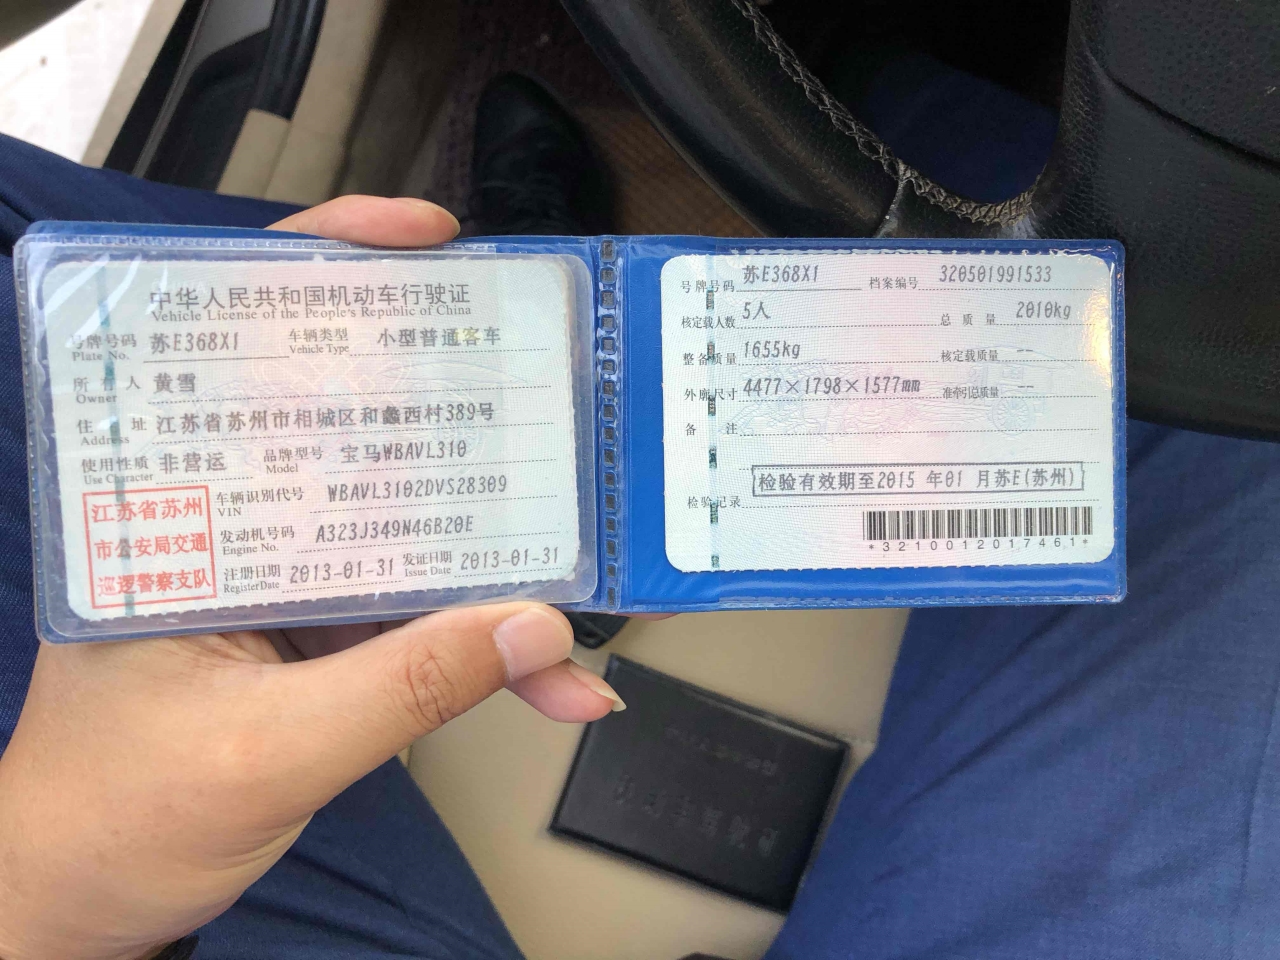 中华人民共和国机动车行驶证
Vehicle License of the People's Republic of China
号牌号码 苏E368X1 车辆类型 小型普通客车
Plate No. Vehicle Type
所有人 黄雪
Owner
住址 江苏省苏州市相城区和蠡西村389号
Address
使用性质 非营运 品牌型号 宝马WBAVL310
Use Character Model
江苏省苏州
市公安局交通
巡逻警察支队
车辆识别代号 WBAVL3102DVS28309
VIN
发动机号码 A323J349N46B20E
Engine No.
注册日期 2013-01-31 发证日期 2013-01-31
Register Date Issue Date
号牌号码 苏E368X1 档案编号 320501991533
核定载人数 5人 总质量 2010kg
整备质量 1655kg 核定载质量 --
外廓尺寸 4477×1798×1577mm 准牵引总质量 --
备注
检验有效期至2015年01月苏E(苏州)
检验记录
*3210012017461*